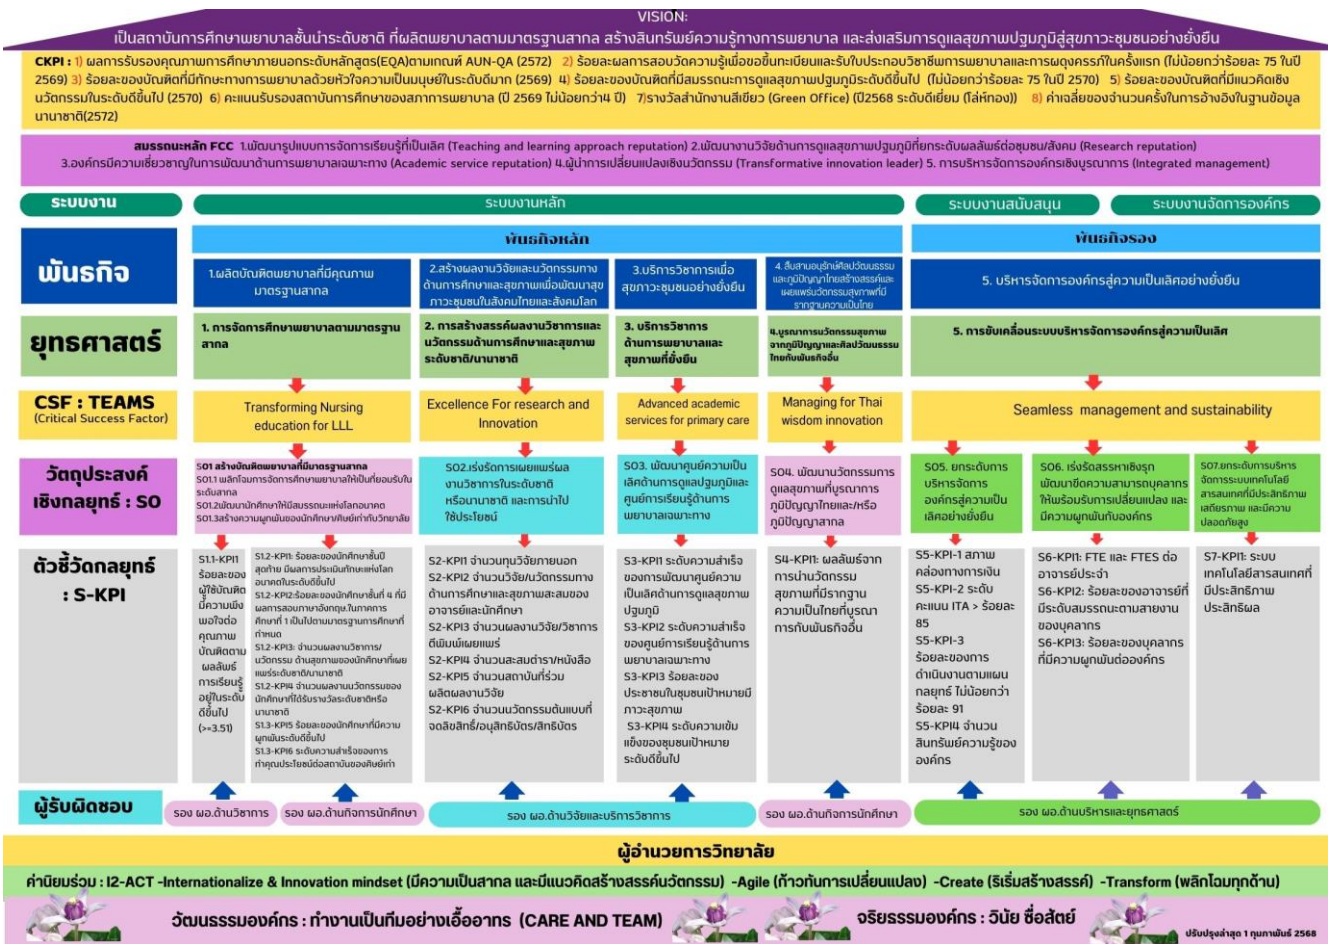 VISION:
เป็นสถาบันการศึกษาพยาบาลชั้นนำระดับชาติ ที่ผลิตพยาบาลตามมาตรฐานสากล สร้างสินทรัพย์ความรู้ทางการพยาบาล และส่งเสริมการดูแลสุขภาพปฐมภูมิสู่สุขภาวะชุมชนอย่างยั่งยืน
CKPI : 1) ผลการรับรองคุณภาพการศึกษาภายนอกระดับหลักสูตร(EQA)ตามเกณฑ์ AUN-QA (2572) 2) ร้อยละผลการสอบวัดความรู้เพื่อขอขึ้นทะเบียนและรับใบประกอบวิชาชีพการพยาบาลและการผดุงครรภ์ในครั้งแรก (ไม่น้อยกว่าร้อยละ 75 ในปี
2569) 3) ร้อยละของบัณฑิตที่มีทักษะทางการพยาบาลด้วยหัวใจความเป็นมนุษย์ในระดับดีมาก (2569) 4) ร้อยละของบัณฑิตที่มีสมรรถนะการดูแลสุขภาพปฐมภูมิระดับดีขึ้นไป (ไม่น้อยกว่าร้อยละ 75 ในปี 2570) 5) ร้อยละของบัณฑิตที่มีแนวคิดเชิง
นวัตกรรมในระดับดีขึ้นไป (2570) 6) คะแนนรับรองสถาบันการศึกษาของสภาการพยาบาล (ปี 2569 ไม่น้อยกว่า4 ปี) 7)รางวัลสำนักงานสีเขียว (Green Office) (ปี2568 ระดับดีเยี่ยม (โล่ห์ทอง)) 8) ค่าเฉลี่ยของจำนวนครั้งในการอ้างอิงในฐานข้อมูล
นานาชาติ(2572)
สมรรถนะหลัก FCC 1.พัฒนารูปแบบการจัดการเรียนรู้ที่เป็นเลิศ (Teaching and learning approach reputation) 2.พัฒนางานวิจัยด้านการดูแลสุขภาพปฐมภูมิที่ยกระดับผลลัพธ์ต่อชุมชน/สังคม (Research reputation)
3.องค์กรมีความเชี่ยวชาญในการพัฒนาด้านการพยาบาลเฉพาะทาง (Academic service reputation) 4.ผู้นำการเปลี่ยนแปลงเชิงนวัตกรรม (Transformative innovation leader) 5. การบริหารจัดการองค์กรเชิงบูรณาการ (Integrated management)
ระบบงาน
ระบบงานหลัก
ระบบงานสนับสนุน
ระบบงานจัดการองค์กร
พันธกิจ
พันธกิจหลัก
พันธกิจรอง
1.ผลิตบัณฑิตพยาบาลที่มีคุณภาพ
มาตรฐานสากล
2.สร้างผลงานวิจัยและนวัตกรรมทาง
ด้านการศึกษาและสุขภาพเพื่อพัฒนาสุข
ภาวะชุมชนในสังคมไทยและสังคมโลก
3.บริการวิชาการเพื่อ
สุขภาวะชุมชนอย่างยั่งยืน
4. สืบสานอนุรักษ์ศิลปวัฒนธรรม
และภูมิปัญญาไทยสร้างสรรค์และ
เผยแพร่นวัตกรรมสุขภาพที่มี
รากฐานความเป็นไทย
5. บริหารจัดการองค์กรสู่ความเป็นเลิศอย่างยั่งยืน
ยุทธศาสตร์
1. การจัดการศึกษาพยาบาลตามมาตรฐาน
สากล
2. การสร้างสรรค์ผลงานวิชาการและ
นวัตกรรมด้านการศึกษาและสุขภาพ
ระดับชาติ/นานาชาติ
3. บริการวิชาการ
ด้านการพยาบาลและ
สุขภาพที่ยั่งยืน
4.บูรณาการนวัตกรรมสุขภาพ
จากภูมิปัญญาและศิลปวัฒนธรรม
ไทยกับพันธกิจอื่น
5. การขับเคลื่อนระบบบริหารจัดการองค์กรสู่ความเป็นเลิศ
CSF : TEAMS
(Critical Success Factor)
Transforming Nursing
education for LLL
Excellence For research and
Innovation
Advanced academic
services for primary care
Managing for Thai
wisdom innovation
Seamless management and sustainability
วัตถุประสงค์
เชิงกลยุทธ์ : SO
SO1 สร้างบัณฑิตพยาบาลที่มีมาตรฐานสากล
SO1.1 พลิกโฉมการจัดการศึกษาพยาบาลให้เป็นที่ยอมรับใน
ระดับสากล
SO1.2พัฒนานักศึกษาให้มีสมรรถนะแห่งโลกอนาคต
SO1.3สร้างความผูกพันของนักศึกษา/ศิษย์เก่ากับวิทยาลัย
SO2.เร่งรัดการเผยแพร่ผล
งานวิชาการในระดับชาติ
หรือนานาชาติ และการนำไป
ใช้ประโยชน์
SO3. พัฒนาศูนย์ความเป็น
เลิศด้านการดูแลปฐมภูมิและ
ศูนย์การเรียนรู้ด้านการ
พยาบาลเฉพาะทาง
SO4. พัฒนานวัตกรรมการ
ดูแลสุขภาพที่บูรณาการ
ภูมิปัญญาไทยและ/หรือ
ภูมิปัญญาสากล
SO5. ยกระดับการ
บริหารจัดการ
องค์กรสู่ความเป็น
เลิศอย่างยั่งยืน
SO6. เร่งรัดสรรหาเชิงรุก
พัฒนาขีดความสามารถบุคลากร
ให้พร้อมรับการเปลี่ยนแปลง และ
มีความผูกพันกับองค์กร
SO7.ยกระดับการบริหาร
จัดการระบบเทคโนโลยี
สารสนเทศที่มีประสิทธิภาพ
เสถียรภาพ และมีความ
ปลอดภัยสูง
ตัวชี้วัดกลยุทธ์
: S-KPI
S1.1-KPI1
ร้อยละของ
ผู้ใช้บัณฑิต
มีความพึง
พอใจต่อ
คุณภาพ
บัณฑิตตาม
ผลลัพธ์
การเรียนรู้
อยู่ในระดับ
ดีขึ้นไป
(>=3.51)
S1.2-KPI1: ร้อยละของนักศึกษาชั้นปี
สุดท้าย มีผลการประเมินทักษะแห่งโลก
อนาคตในระดับดีขึ้นไป
S1.2-KPI2:ร้อยละของนักศึกษาชั้นที่ 4 ที่มี
ผลการสอบภาษาอังกฤษ.ในภาคการ
ศึกษาที่ 1 เป็นไปตามมาตรฐานการศึกษาที่
กำหนด
S1.2-KPI3: จำนวนผลงานวิชาการ/
นวัตกรรม ด้านสุขภาพของนักศึกษาที่เผย
แพร่ระดับชาติ/นานาชาติ
S1.2-KPI4 จำนวนผลงานนวัตกรรมของ
นักศึกษาที่ได้รับรางวัลระดับชาติหรือ
นานาชาติ
S1.3-KPI5 ร้อยละของนักศึกษาที่มีความ
ผูกพันระดับดีขึ้นไป
S1.3-KPI6 ระดับความสำเร็จของการ
ทำคุณประโยชน์ต่อสถาบันของศิษย์เก่า
S2-KPI1 จำนวนทุนวิจัยภายนอก
S2-KPI2 จำนวนวิจัย/นวัตกรรมทาง
ด้านการศึกษาและสุขภาพสะสมของ
อาจารย์และนักศึกษา
S2-KPI3 จำนวนผลงานวิจัย/วิชาการ
ตีพิมพ์เผยแพร่
S2-KPI4 จำนวนสะสมตำรา/หนังสือ
S2-KPI5 จำนวนสถาบันที่ร่วม
ผลิตผลงานวิจัย
S2-KPI6 จำนวนนวัตกรรมต้นแบบที่
จดลิขสิทธิ์/อนุสิทธิบัตร/สิทธิบัตร
S3-KPI1 ระดับความสำเร็จ
ของการพัฒนาศูนย์ความ
เป็นเลิศด้านการดูแลสุขภาพ
ปฐมภูมิ
S3-KPI2 ระดับความสำเร็จ
ของศูนย์การเรียนรู้ด้านการ
พยาบาลเฉพาะทาง
S3-KPI3 ร้อยละของ
ประชาชนในชุมชนเป้าหมายมี
ภาวะสุขภาพ
S3-KPI4 ระดับความเข้ม
แข็งของชุมชนเป้าหมาย
ระดับดีขึ้นไป
S4-KPI1: ผลลัพธ์จาก
การนำนวัตกรรม
สุขภาพที่มีรากฐาน
ความเป็นไทยที่บูรณา
การกับพันธกิจอื่น
S5-KPI-1 สภาพ
คล่องทางการเงิน
S5-KPI-2 ระดับ
คะแนน ITA > ร้อยละ
85
S5-KPI-3
ร้อยละของการ
ดำเนินงานตามแผน
กลยุทธ์ ไม่น้อยกว่า
ร้อยละ 91
S5-KPI4 จำนวน
สินทรัพย์ความรู้ของ
องค์กร
S6-KPI1: FTE และ FTES ต่อ
อาจารย์ประจำ
S6-KPI2: ร้อยละของอาจารย์ที่
มีระดับสมรรถนะตามสายงาน
ของบุคลากร
S6-KPI3: ร้อยละของบุคลากร
ที่มีความผูกพันต่อองค์กร
S7-KPI1: ระบบ
เทคโนโลยีสารสนเทศที่
มีประสิทธิภาพ
ประสิทธิผล
ผู้รับผิดชอบ
รอง ผอ.ด้านวิชาการ
รอง ผอ.ด้านกิจการนักศึกษา
รอง ผอ.ด้านวิจัยและบริการวิชาการ
รอง ผอ.ด้านกิจการนักศึกษา
รอง ผอ.ด้านบริหารและยุทธศาสตร์
ผู้อำนวยการวิทยาลัย
ค่านิยมร่วม : I2-ACT -Internationalize & Innovation mindset (มีความเป็นสากล และมีแนวคิดสร้างสรรค์นวัตกรรม) -Agile (ก้าวทันการเปลี่ยนแปลง) -Create (ริเริ่มสร้างสรรค์) -Transform (พลิกโฉมทุกด้าน)
วัฒนธรรมองค์กร : ทำงานเป็นทีมอย่างเอื้ออาทร (CARE AND TEAM)
จริยธรรมองค์กร : วินัย ซื่อสัตย์
ปรับปรุงล่าสุด 1 กุมภาพันธ์ 2568